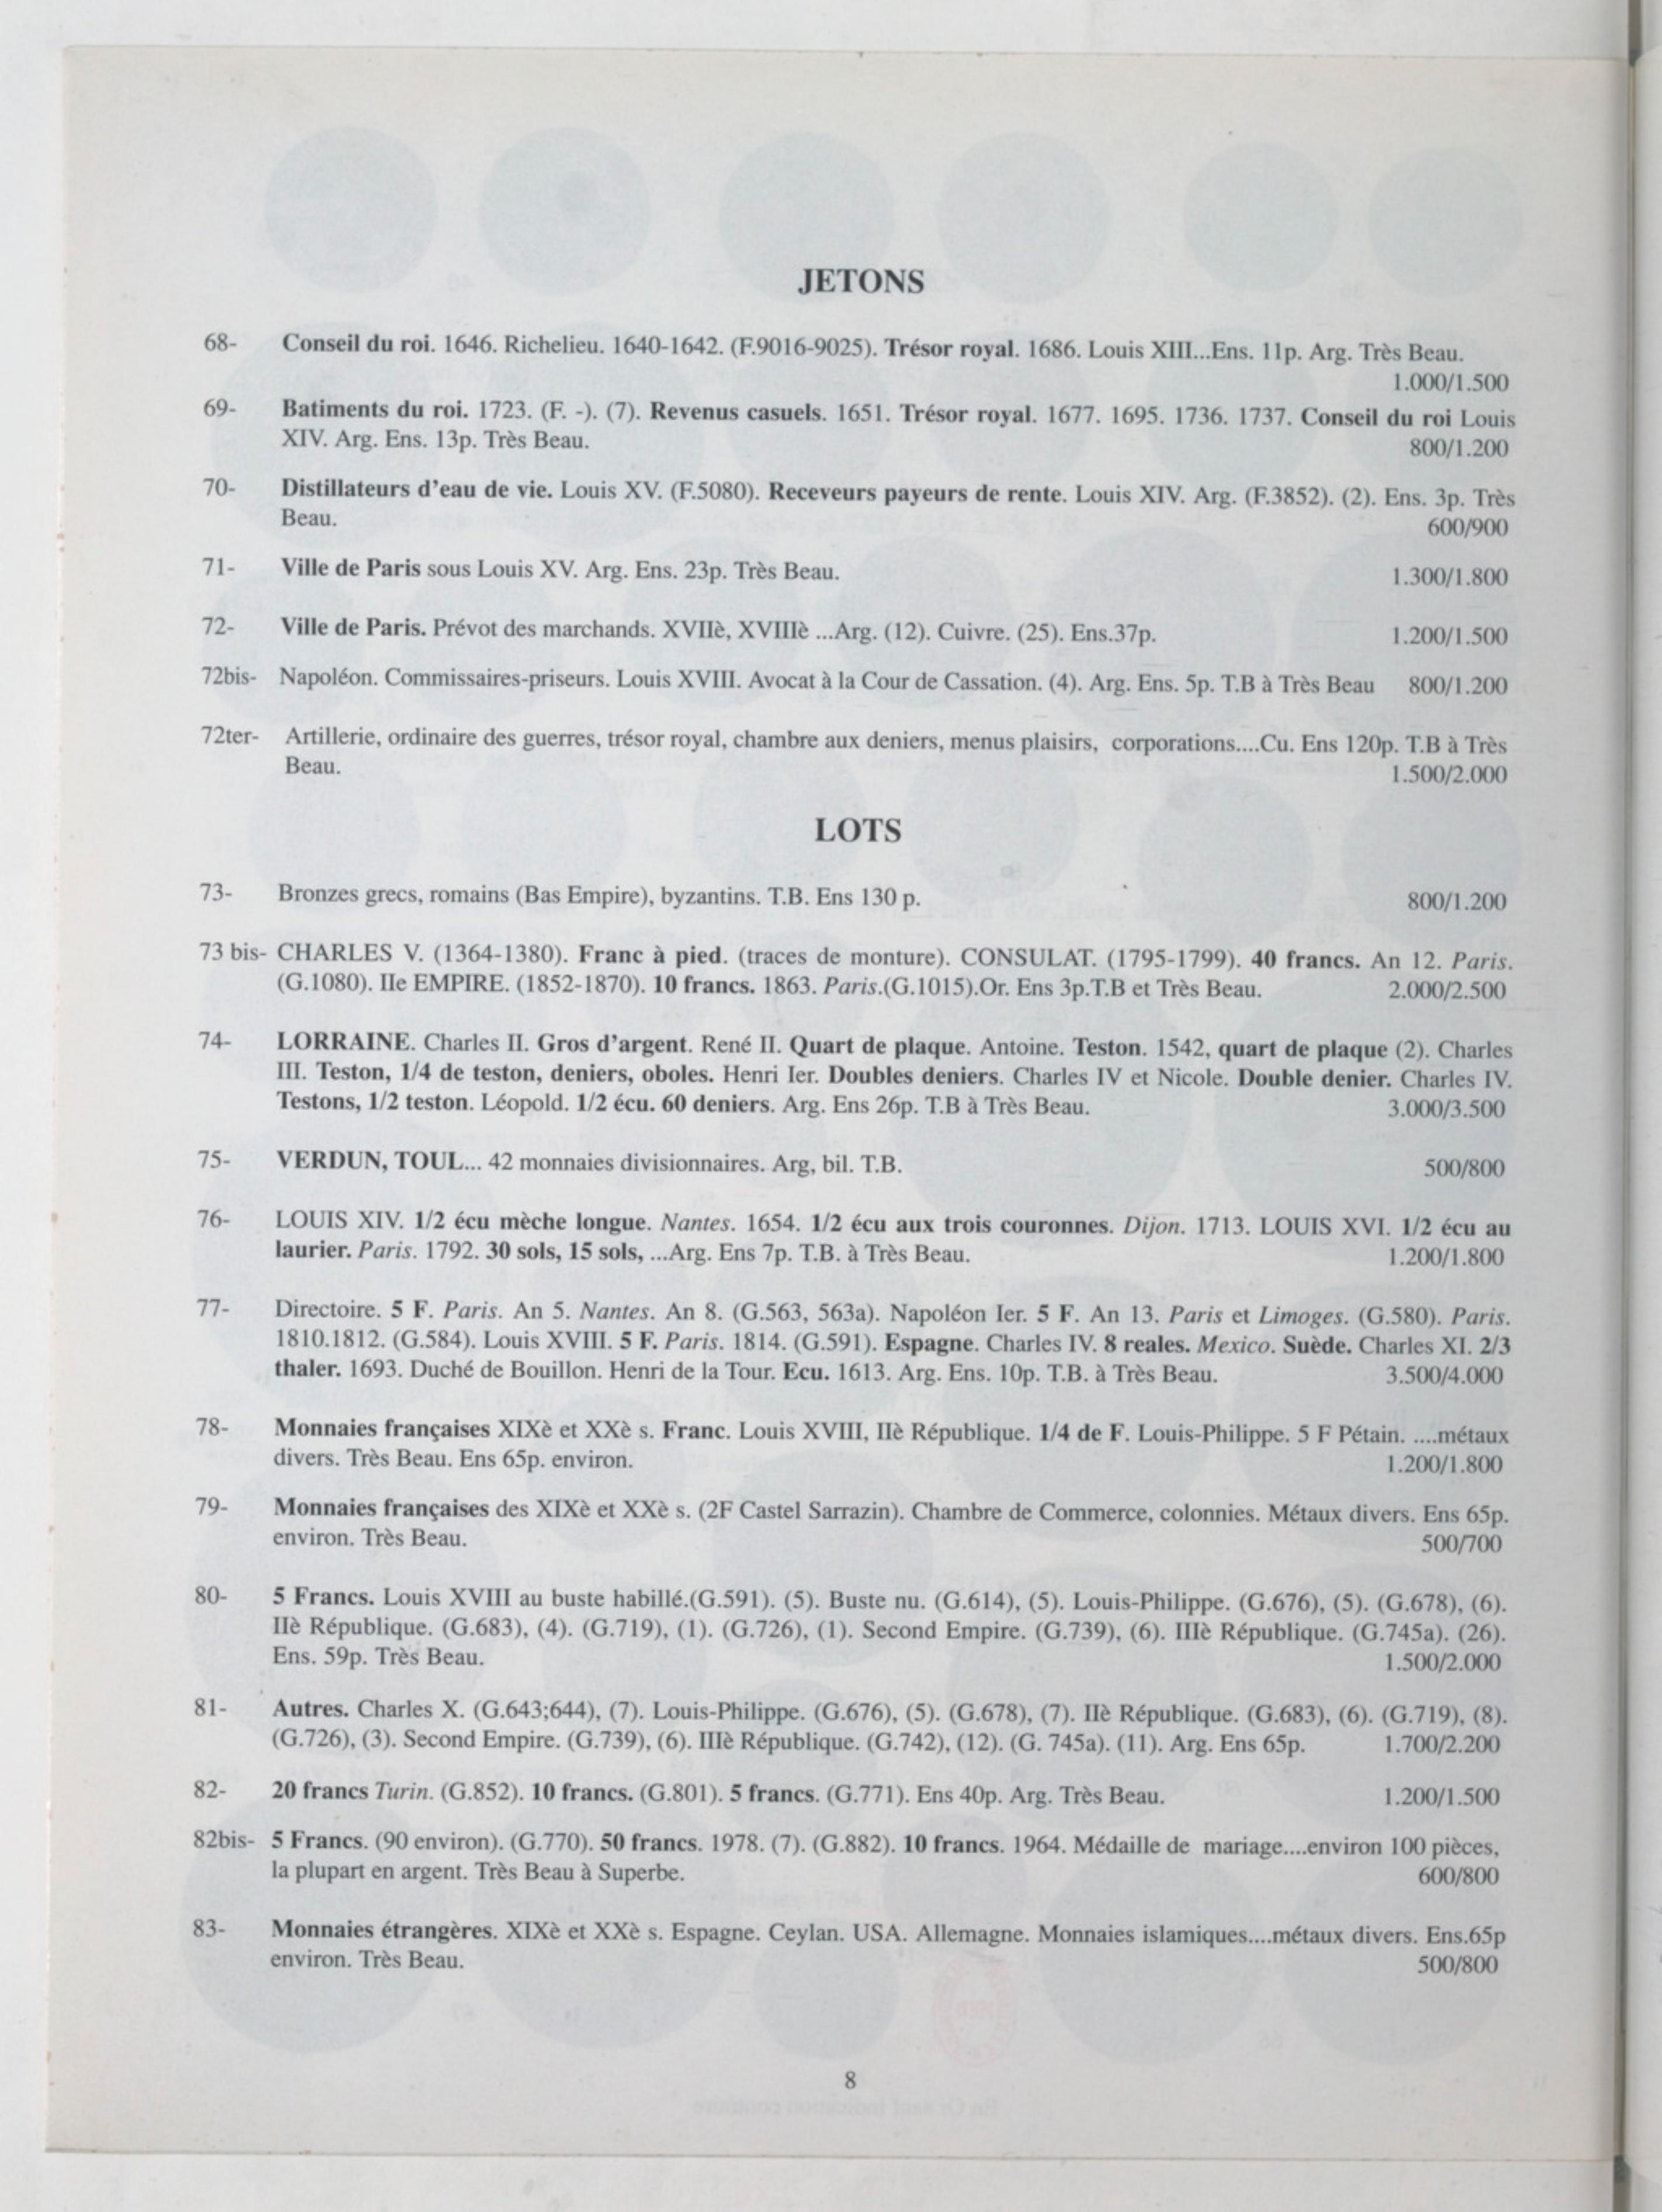 JETONS
68- Conseil du roi. 1646. Richelieu. 1640-1642. (F.9016-9025). Trésor royal. 1686. Louis XIII...Ens. 11p. Arg. Très Beau.
1.000/1.500
69- Batiments du roi. 1723. (F. -). (7). Revenus casuels. 1651. Trésor royal. 1677. 1695. 1736. 1737. Conseil du roi Louis
XIV. Arg. Ens. 13p. Très Beau. 800/1.200
70- Distillateurs d'eau de vie. Louis XV. (F.5080). Receveurs payeurs de rente. Louis XIV. Arg. (F.3852). (2). Ens. 3p. Très
Beau. 600/900
71- Ville de Paris sous Louis XV. Arg. Ens. 23p. Très Beau. 1.300/1.800
72- Ville de Paris. Prévot des marchands. XVIIè, XVIIIè ...Arg. (12). Cuivre. (25). Ens.37p. 1.200/1.500
72bis- Napoléon. Commissaires-priseurs. Louis XVIII. Avocat à la Cour de Cassation. (4). Arg. Ens. 5p. T.B à Très Beau 800/1.200
72ter- Artillerie, ordinaire des guerres, trésor royal, chambre aux deniers, menus plaisirs, corporations....Cu. Ens 120p. T.B à Très
Beau. 1.500/2.000
LOTS
73- Bronzes grecs, romains (Bas Empire), byzantins. T.B. Ens 130 p. 800/1.200
73 bis- CHARLES V. (1364-1380). Franc à pied. (traces de monture). CONSULAT. (1795-1799). 40 francs. An 12. Paris.
(G.1080). IIe EMPIRE. (1852-1870). 10 francs. 1863. Paris.(G.1015).Or. Ens 3p.T.B et Très Beau. 2.000/2.500
74- LORRAINE. Charles II. Gros d'argent. René II. Quart de plaque. Antoine. Teston. 1542, quart de plaque (2). Charles
III. Teston, 1/4 de teston, deniers, oboles. Henri Ier. Doubles deniers. Charles IV et Nicole. Double denier. Charles IV.
Testons, 1/2 teston. Léopold. 1/2 écu. 60 deniers. Arg. Ens 26p. T.B à Très Beau. 3.000/3.500
75- VERDUN, TOUL... 42 monnaies divisionnaires. Arg, bil. T.B. 500/800
76- LOUIS XIV. 1/2 écu mèche longue. Nantes. 1654. 1/2 écu aux trois couronnes. Dijon. 1713. LOUIS XVI. 1/2 écu au
laurier. Paris. 1792. 30 sols, 15 sols, ...Arg. Ens 7p. T.B. à Très Beau. 1.200/1.800
77- Directoire. 5 F. Paris. An 5. Nantes. An 8. (G.563, 563a). Napoléon Ier. 5 F. An 13. Paris et Limoges. (G.580). Paris.
1810.1812. (G.584). Louis XVIII. 5 F. Paris. 1814. (G.591). Espagne. Charles IV. 8 reales. Mexico. Suède. Charles XI. 2/3
thaler. 1693. Duché de Bouillon. Henri de la Tour. Ecu. 1613. Arg. Ens. 10p. T.B. à Très Beau. 3.500/4.000
78- Monnaies françaises XIXè et XXè s. Franc. Louis XVIII, IIè République. 1/4 de F. Louis-Philippe. 5 F Pétain. ....métaux
divers. Très Beau. Ens 65p. environ. 1.200/1.800
79- Monnaies françaises des XIXè et XXè s. (2F Castel Sarrazin). Chambre de Commerce, colonnies. Métaux divers. Ens 65p.
environ. Très Beau. 500/700
80- 5 Francs. Louis XVIII au buste habillé.(G.591). (5). Buste nu. (G.614), (5). Louis-Philippe. (G.676), (5). (G.678), (6).
IIè République. (G.683), (4). (G.719), (1). (G.726), (1). Second Empire. (G.739), (6). IIIè République. (G.745a). (26).
Ens. 59p. Très Beau. 1.500/2.000
81- Autres. Charles X. (G.643;644), (7). Louis-Philippe. (G.676), (5). (G.678), (7). IIè République. (G.683), (6). (G.719), (8).
(G.726), (3). Second Empire. (G.739), (6). IIIè République. (G.742), (12). (G. 745a). (11). Arg. Ens 65p. 1.700/2.200
82- 20 francs Turin. (G.852). 10 francs. (G.801). 5 francs. (G.771). Ens 40p. Arg. Très Beau. 1.200/1.500
82bis- 5 Francs. (90 environ). (G.770). 50 francs. 1978. (7). (G.882). 10 francs. 1964. Médaille de mariage....environ 100 pièces,
la plupart en argent. Très Beau à Superbe. 600/800
83- Monnaies étrangères. XIXè et XXè s. Espagne. Ceylan. USA. Allemagne. Monnaies islamiques....métaux divers. Ens.65p
environ. Très Beau. 500/800
8